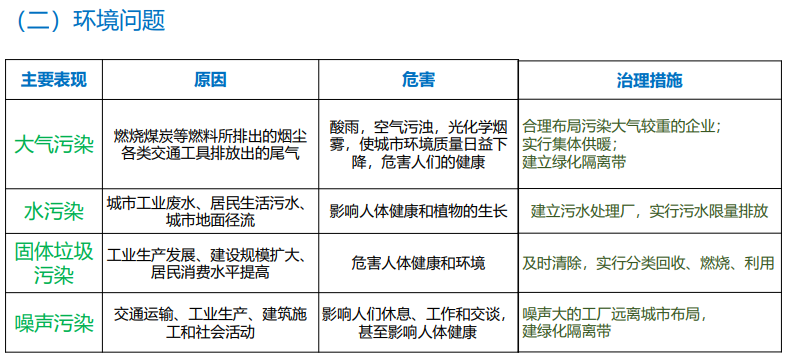 （二）环境问题
主要表现 原因 危害 治理措施
大气污染
燃烧煤炭等燃料所排出的烟尘
各类交通工具排放出的尾气
酸雨，空气污浊，光化学烟
雾，使城市环境质量日益下
降，危害人们的健康
合理布局污染大气较重的企业；
实行集体供暖；
建立绿化隔离带
水污染
城市工业废水、居民生活污水、
城市地面径流
影响人体健康和植物的生长
建立污水处理厂，实行污水限量排放
固体垃圾
污染
工业生产发展、建设规模扩大、
居民消费水平提高
危害人体健康和环境
及时清除，实行分类回收、燃烧、利用
噪声污染
交通运输、工业生产、建筑施
工和社会活动
影响人们休息、工作和交谈，
甚至影响人体健康
噪声大的工厂远离城市布局，
建绿化隔离带